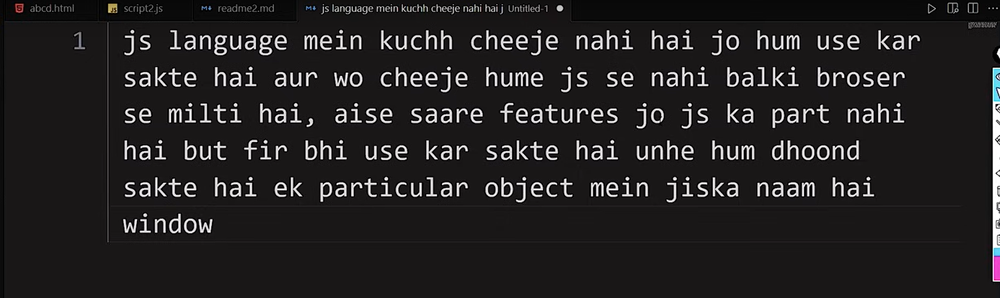 abcd.html script2.js readme2.md js language mein kuchh cheeje nahi hai j Untitled-1
1 js language mein kuchh cheeje nahi hai jo hum use kar
sakte hai aur wo cheeje hume js se nahi balki broser
se milti hai, aise saare features jo js ka part nahi
hai but fir bhi use kar sakte hai unhe hum dhoond
sakte hai ek particular object mein jiska naam hai
window